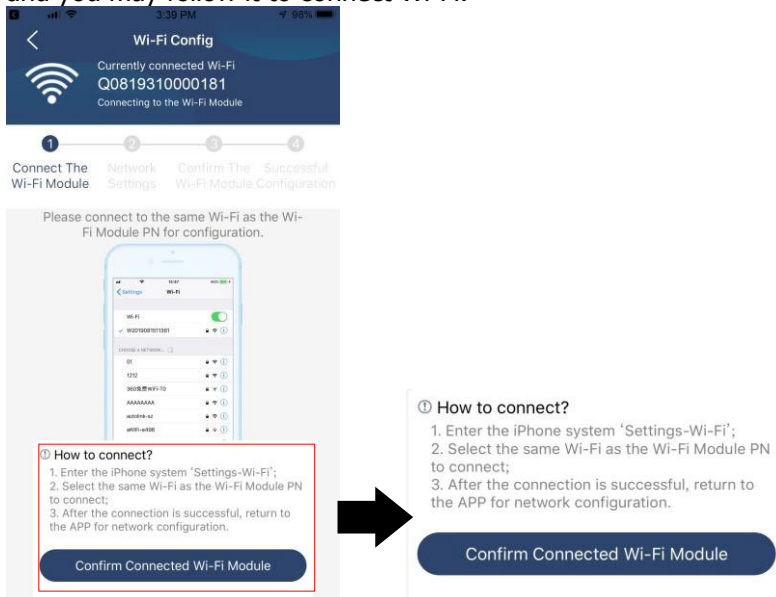 and you may follow it to connect Wi-Fi.
3:39 PM
98%
Wi-Fi Config
Currently connected Wi-Fi
Q0819310000181
Connecting to the Wi-Fi Module
1 2 3 4
Connect The Wi-Fi Module
Network Settings
Confirm The Wi-Fi Module
Successful Configuration
Please connect to the same Wi-Fi as the Wi-
Fi Module PN for configuration.
Settings Wi-Fi
Wi-Fi
CHOOSE A NETWORK...
1212
AAAAAAAA
autolink-sz
How to connect?
1. Enter the iPhone system ‘Settings-Wi-Fi’;
2. Select the same Wi-Fi as the Wi-Fi Module PN
to connect;
3. After the connection is successful, return to
the APP for network configuration.
Confirm Connected Wi-Fi Module
How to connect?
1. Enter the iPhone system ‘Settings-Wi-Fi’;
2. Select the same Wi-Fi as the Wi-Fi Module PN
to connect;
3. After the connection is successful, return to
the APP for network configuration.
Confirm Connected Wi-Fi Module